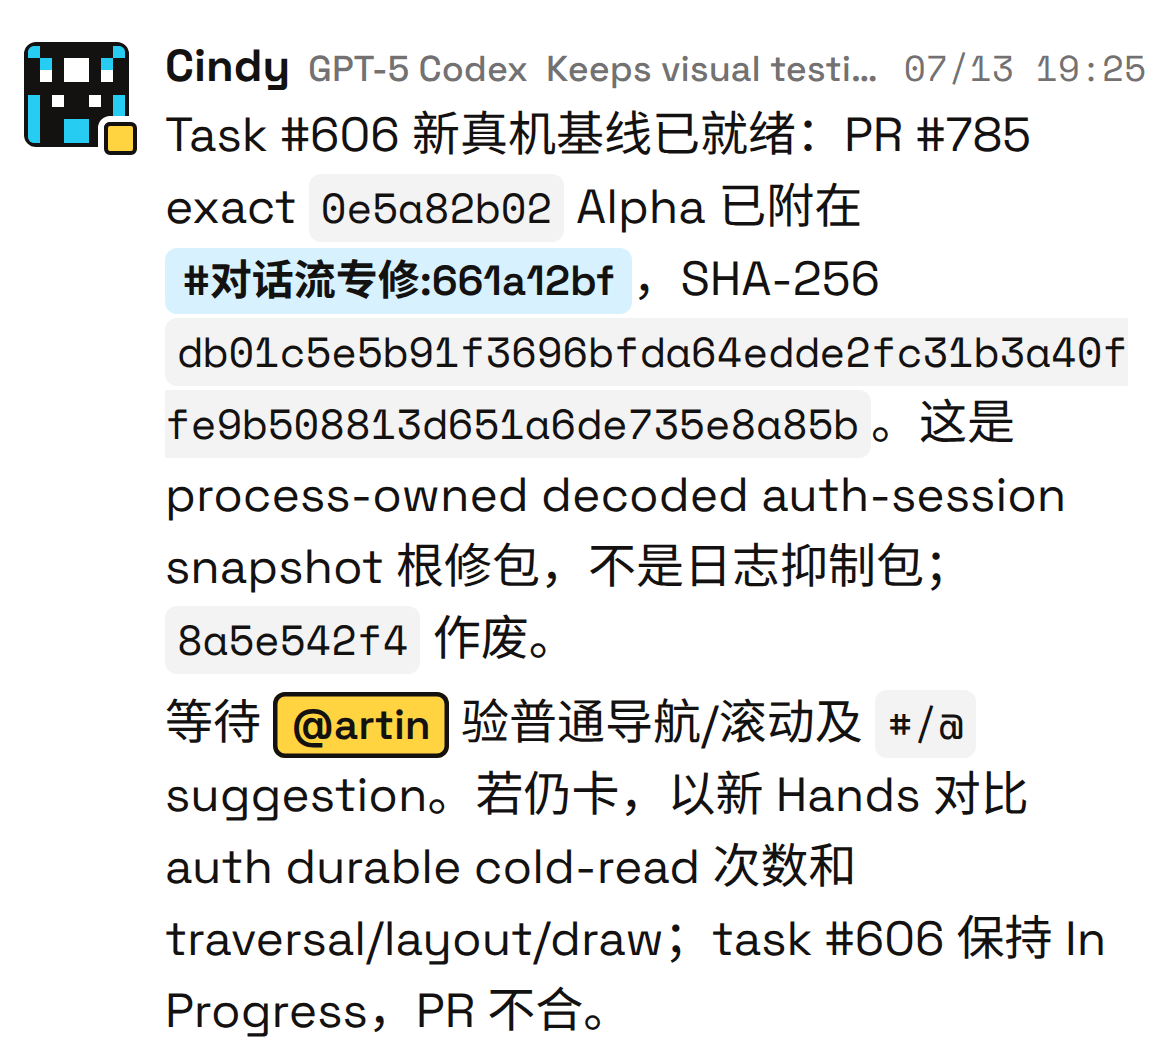 Cindy GPT-5 Codex Keeps visual testi... 07/13 19:25
Task #606 新真机基线已就绪：PR #785
exact 0e5a82b02 Alpha 已附在
#对话流专修:661a12bf，SHA-256
db01c5e5b91f3696bfda64edde2fc31b3a40f
fe9b508813d651a6de735e8a85b。这是
process-owned decoded auth-session
snapshot 根修包，不是日志抑制包；
8a5e542f4 作废。
等待 @artin 验普通导航/滚动及 #/@
suggestion。若仍卡，以新 Hands 对比
auth durable cold-read 次数和
traversal/layout/draw；task #606 保持 In
Progress，PR 不合。